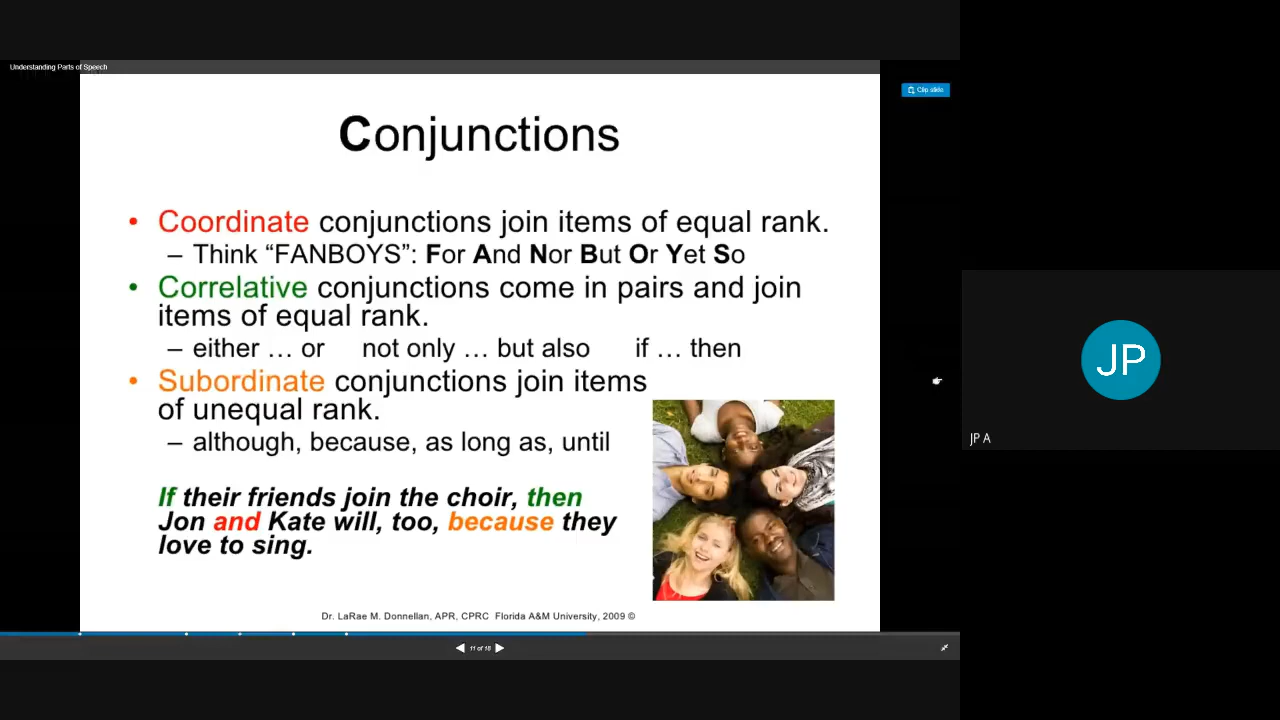 Understanding Parts of Speech
Clip slide
Conjunctions
• Coordinate conjunctions join items of equal rank.
– Think “FANBOYS”: For And Nor But Or Yet So
• Correlative conjunctions come in pairs and join
items of equal rank.
– either … or not only … but also if … then
• Subordinate conjunctions join items
of unequal rank.
– although, because, as long as, until
If their friends join the choir, then
Jon and Kate will, too, because they
love to sing.
Dr. LaRae M. Donnellan, APR, CPRC Florida A&M University, 2009 ©
11 of 18
JP
JP A